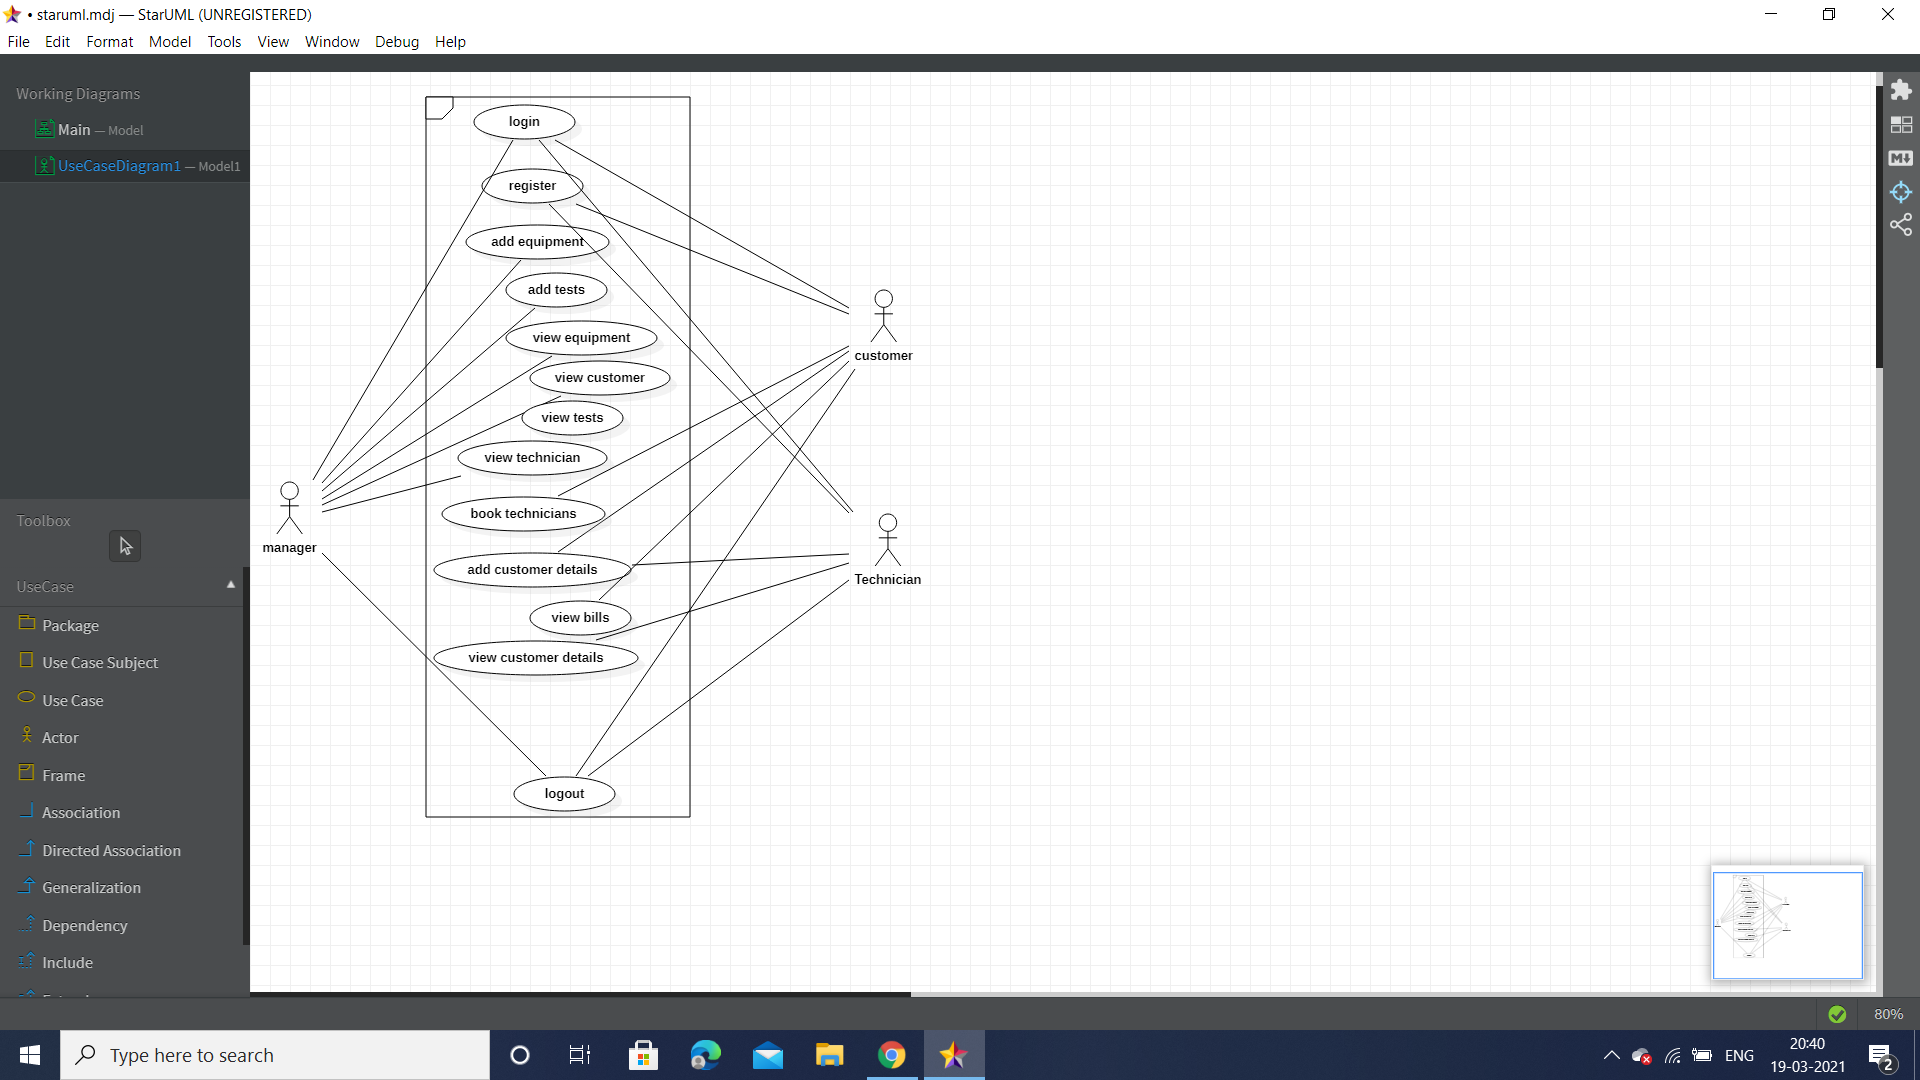 • staruml.mdj — StarUML (UNREGISTERED)
File Edit Format Model Tools View Window Debug Help
Working Diagrams
Main — Model
UseCaseDiagram1 — Model1
Toolbox
UseCase
Package
Use Case Subject
Use Case
Actor
Frame
Association
Directed Association
Generalization
Dependency
Include
login
register
add equipment
add tests
view equipment
view customer
view tests
view technician
book technicians
add customer details
view bills
view customer details
logout
manager
customer
Technician
M
80%
Type here to search
ENG
20:40
19-03-2021
2